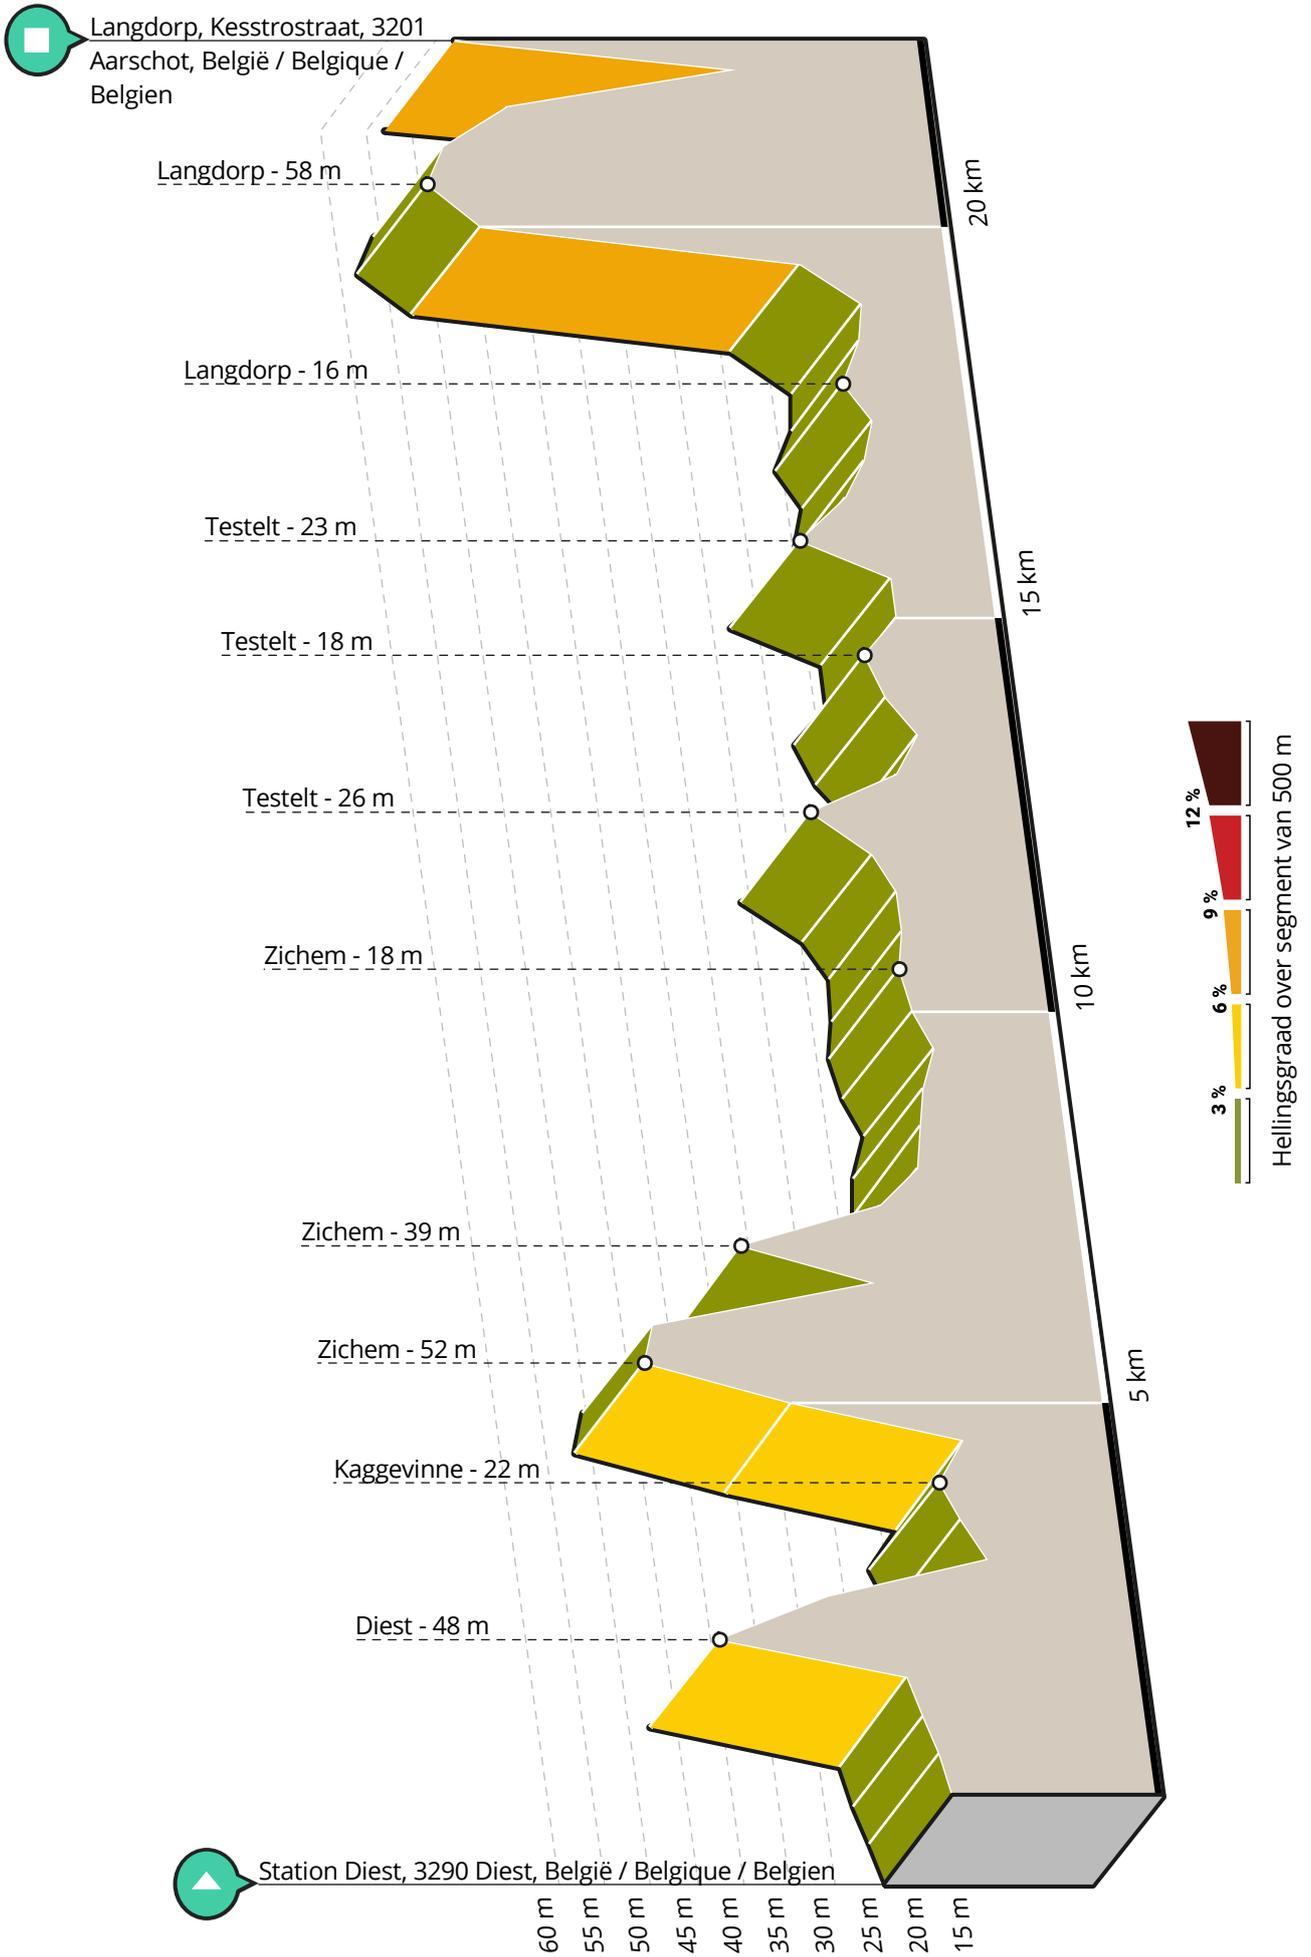 Langdorp, Kesstrostraat, 3201
Aarschot, België / Belgique /
Belgien
Langdorp - 58 m
20 km
Langdorp - 16 m
Testelt - 23 m
15 km
Testelt - 18 m
Testelt - 26 m
Zichem - 18 m
10 km
Zichem - 39 m
Zichem - 52 m
5 km
Kaggevinne - 22 m
Diest - 48 m
Station Diest, 3290 Diest, België / Belgique / Belgien
60 m
55 m
50 m
45 m
40 m
35 m
30 m
25 m
20 m
15 m
3 %
6 %
9 %
12 %
Hellingsgraad over segment van 500 m